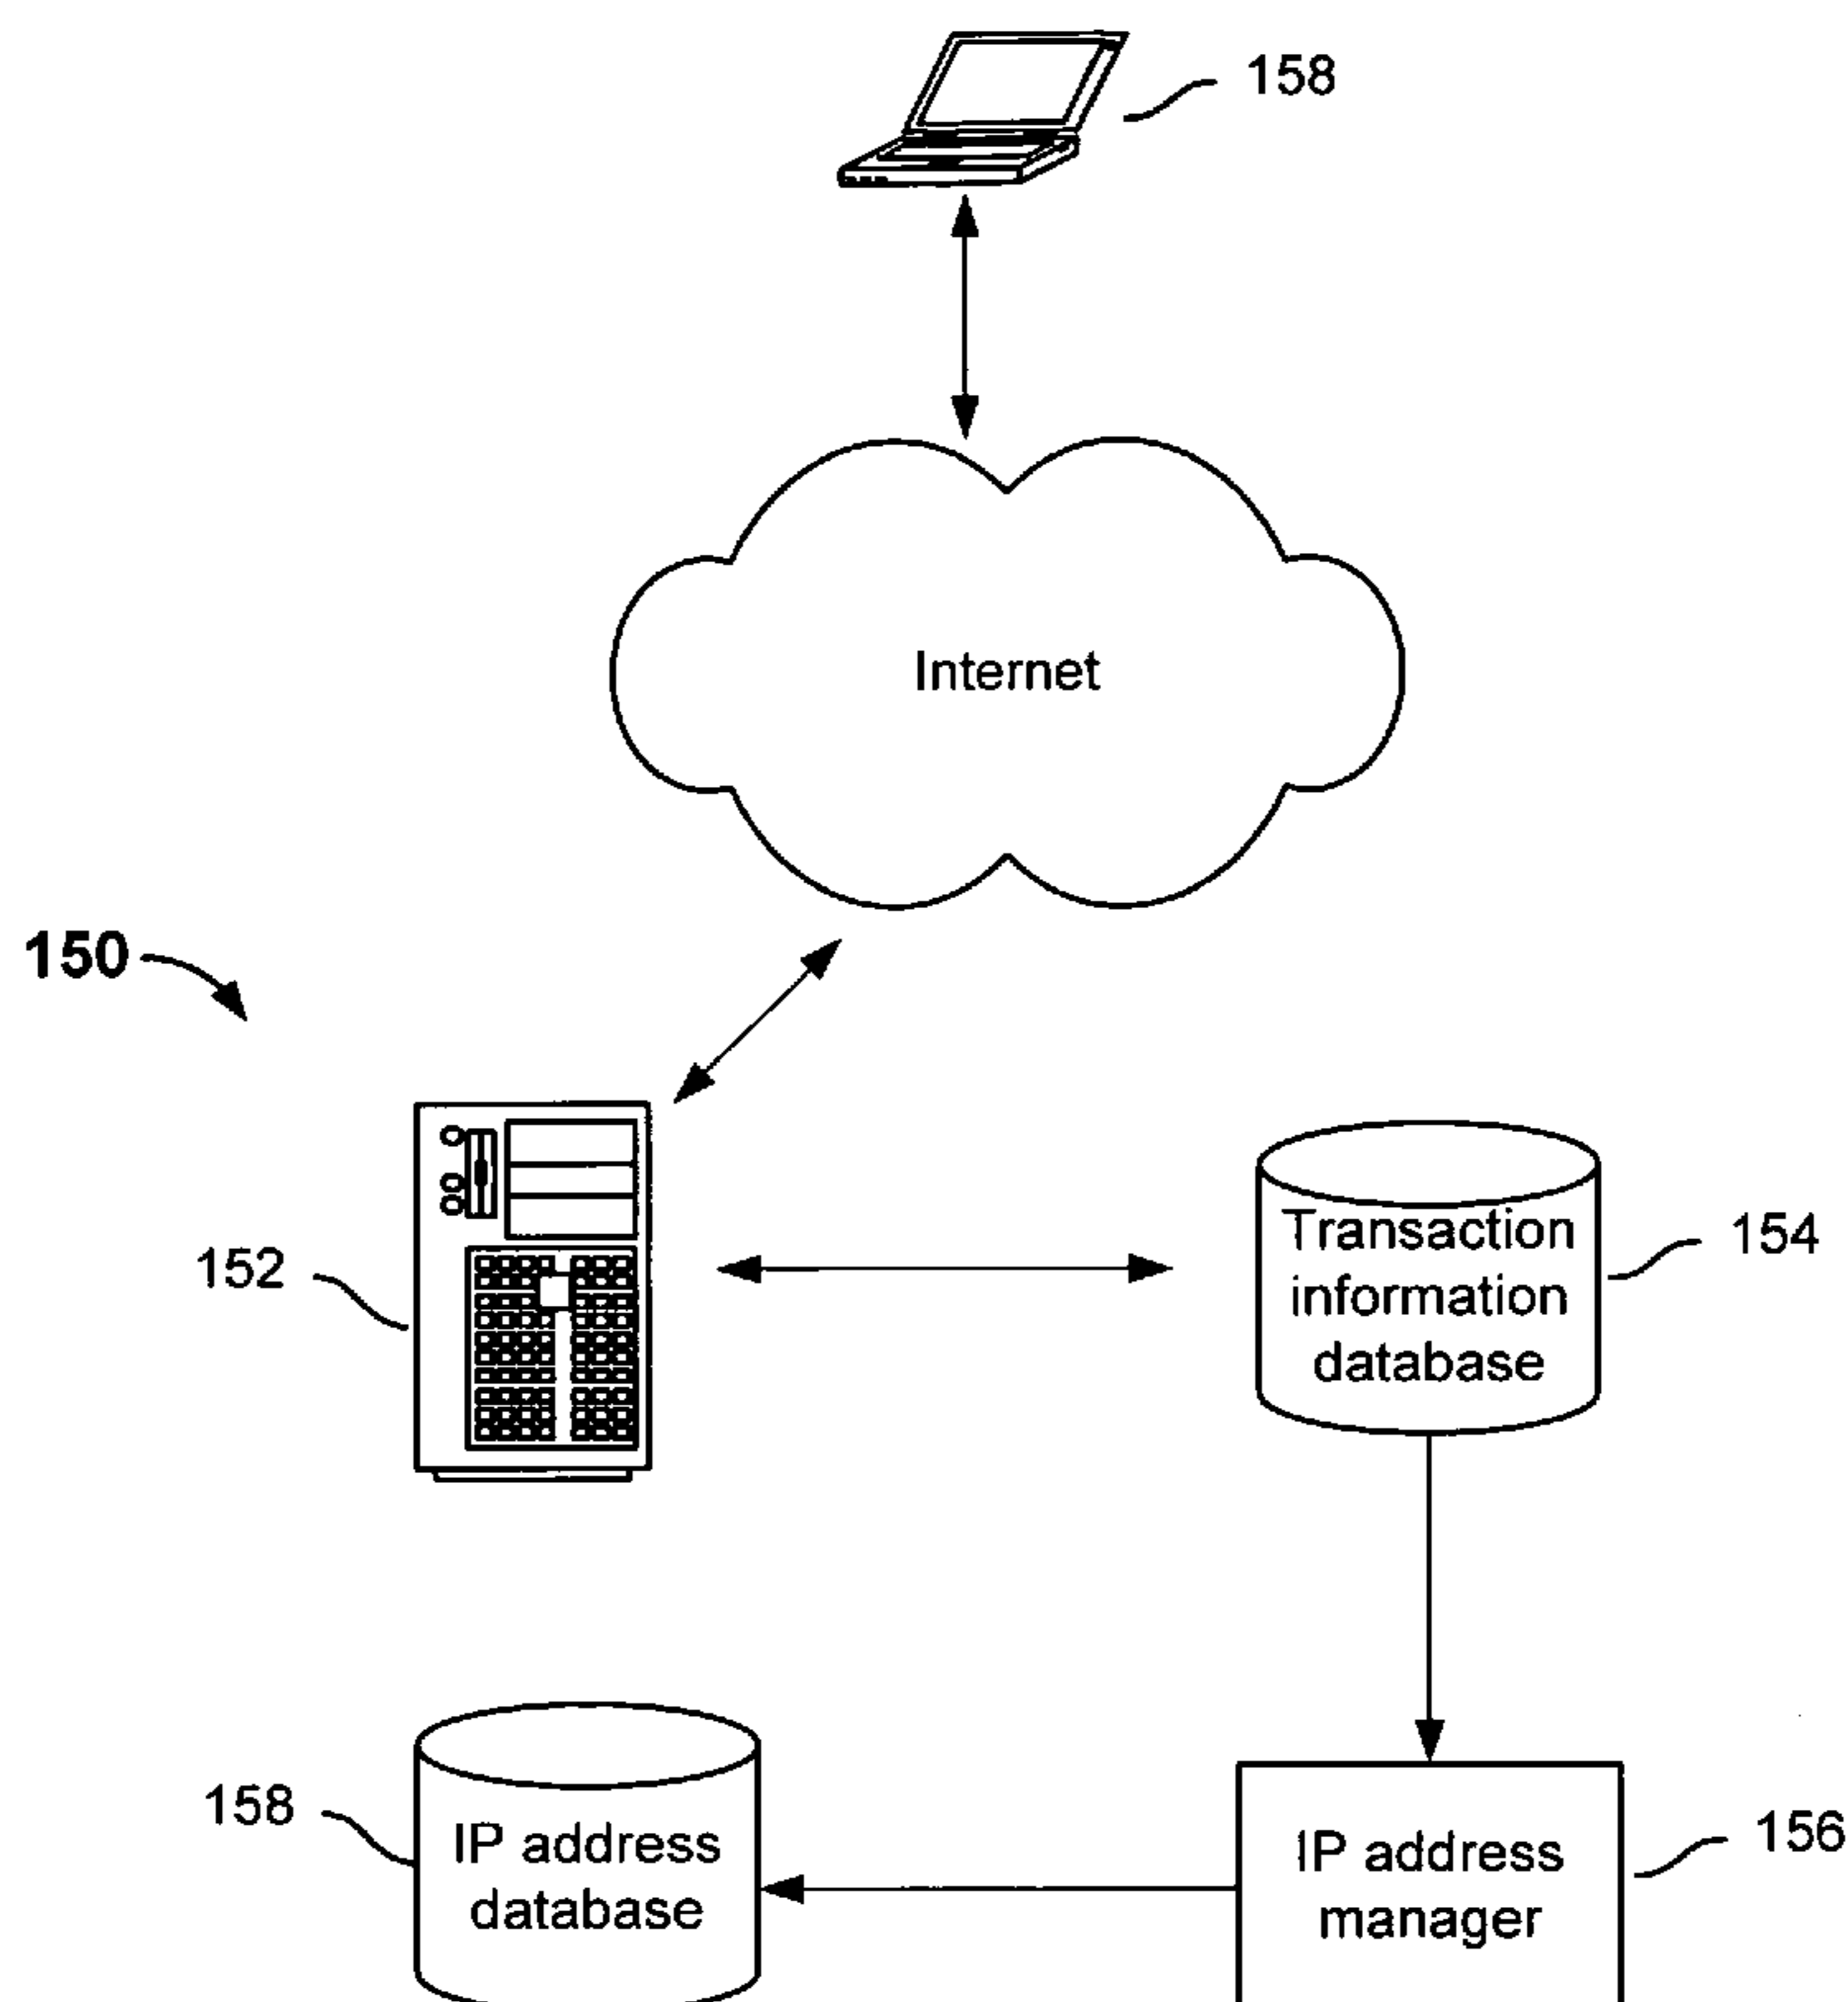 158
Internet
150
152
Transaction
information
database
154
158
IP address
database
IP address
manager
156